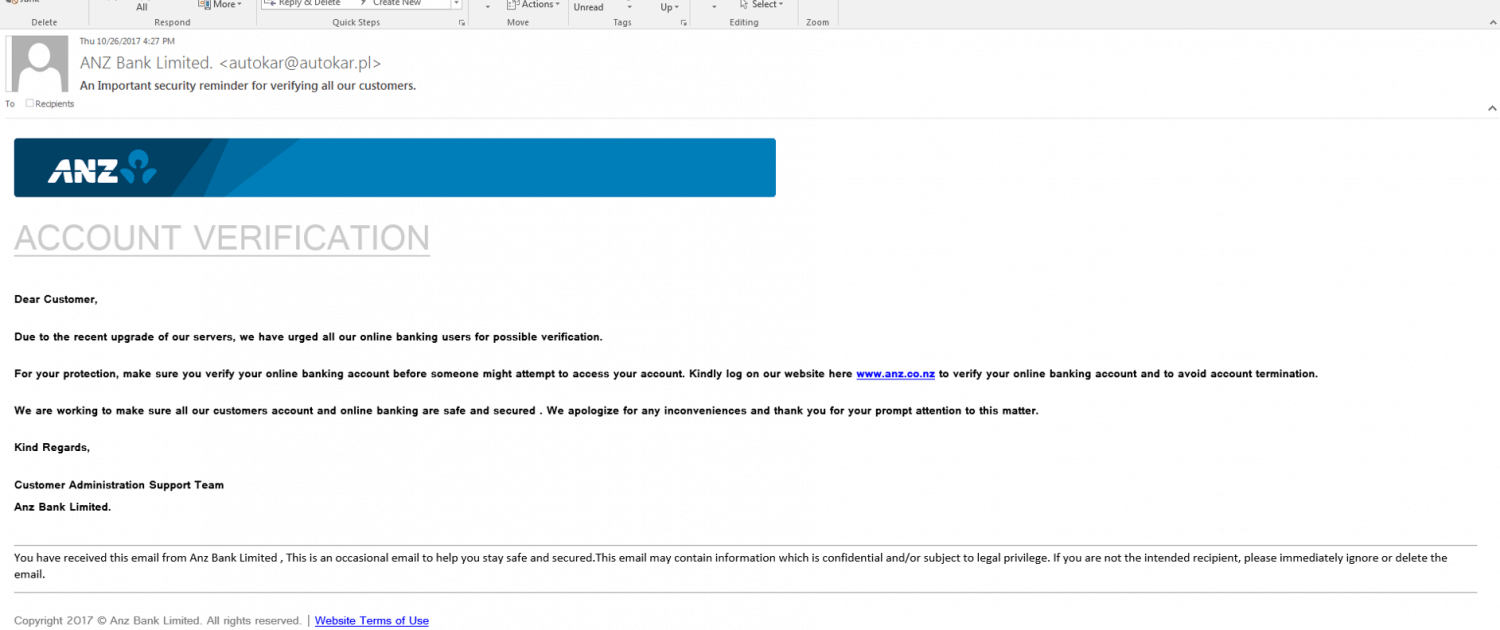 All
More
Reply & Delete
Create New
Actions
Unread
Up
Select
Delete
Respond
Quick Steps
Move
Tags
Editing
Zoom
Thu 10/26/2017 4:27 PM
ANZ Bank Limited. <autokar@autokar.pl>
An Important security reminder for verifying all our customers.
To Recipients
ANZ
ACCOUNT VERIFICATION
Dear Customer,
Due to the recent upgrade of our servers, we have urged all our online banking users for possible verification.
For your protection, make sure you verify your online banking account before someone might attempt to access your account. Kindly log on our website here www.anz.co.nz to verify your online banking account and to avoid account termination.
We are working to make sure all our customers account and online banking are safe and secured . We apologize for any inconveniences and thank you for your prompt attention to this matter.
Kind Regards,
Customer Administration Support Team
Anz Bank Limited.
You have received this email from Anz Bank Limited , This is an occasional email to help you stay safe and secured.This email may contain information which is confidential and/or subject to legal privilege. If you are not the intended recipient, please immediately ignore or delete the
email.
Copyright 2017 © Anz Bank Limited. All rights reserved. | Website Terms of Use